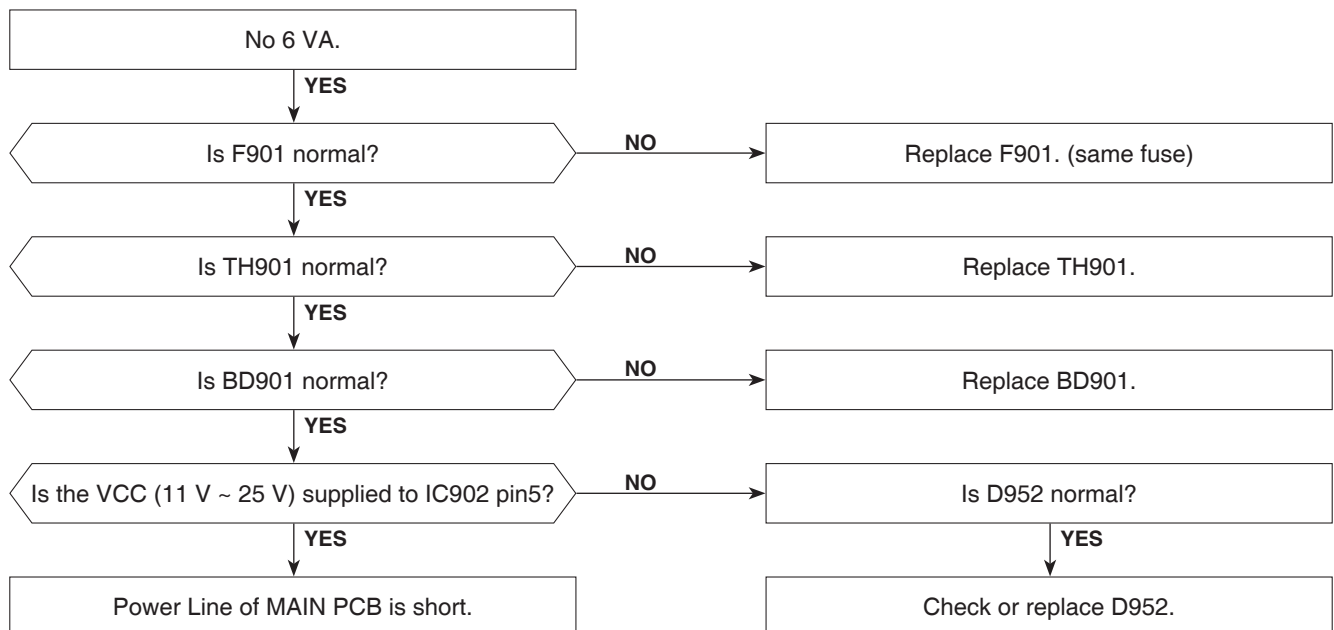 No 6 VA.
YES
Is F901 normal?
NO
Replace F901. (same fuse)
YES
Is TH901 normal?
NO
Replace TH901.
YES
Is BD901 normal?
NO
Replace BD901.
YES
Is the VCC (11 V ~ 25 V) supplied to IC902 pin5?
NO
Is D952 normal?
YES
YES
Power Line of MAIN PCB is short.
Check or replace D952.